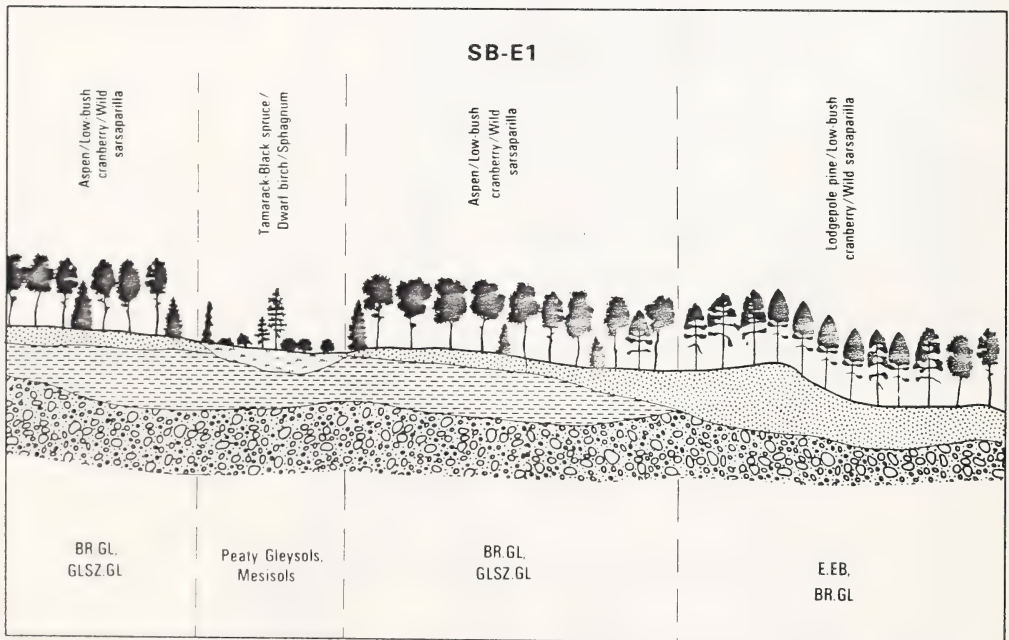 SB-E1
Aspen/Low-bush
cranberry/Wild
sarsaparilla
Tamarack-Black spruce/
Dwarf birch/Sphagnum
Aspen/Low-bush
cranberry/Wild
sarsaparilla
Lodgepole pine/Low-bush
cranberry/Wild sarsaparilla
BR.GL,
GLSZ.GL
Peaty Gleysols,
Mesisols
BR.GL,
GLSZ.GL
E.EB,
BR.GL